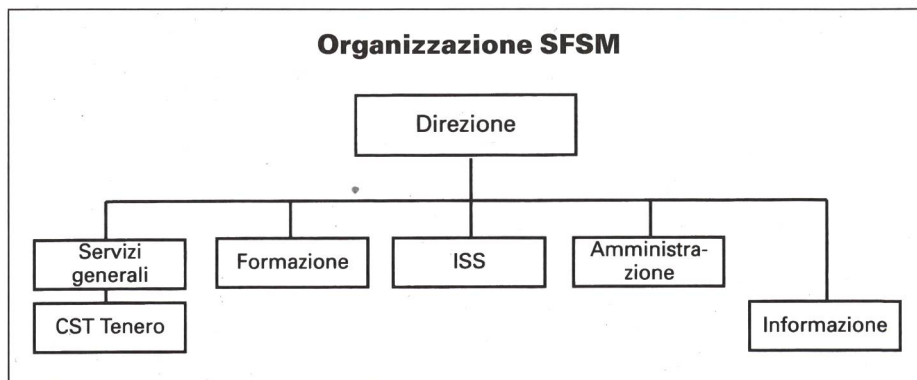 Organizzazione SFSM
Direzione
Servizi
generali
Formazione
ISS
Amministra-
zione
CST Tenero
Informazione